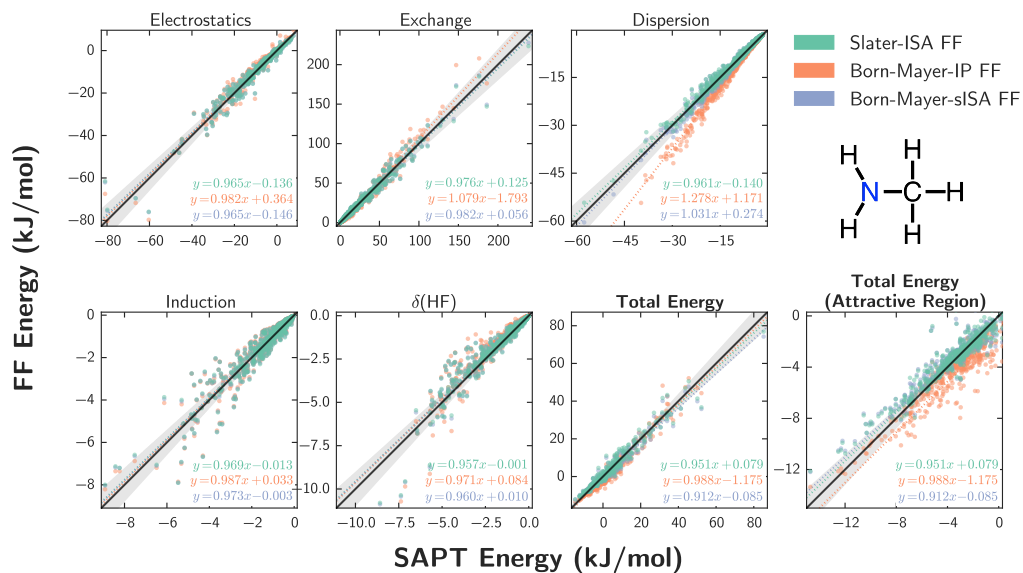 Electrostatics
0
−20
−40
−60
−80
−80
−60
−40
−20
0
y=0.965x−0.136
y=0.982x+0.364
y=0.965x−0.146
Exchange
200
150
100
50
0
0
50
100
150
200
y=0.976x+0.125
y=1.079x−1.793
y=0.982x+0.056
Dispersion
−15
−30
−45
−60
−60
−45
−30
−15
y=0.961x−0.140
y=1.278x+1.171
y=1.031x+0.274
Slater-ISA FF
Born-Mayer-IP FF
Born-Mayer-sISA FF
H
H
N
C
H
H
H
FF Energy (kJ/mol)
Induction
0
−2
−4
−6
−8
−8
−6
−4
−2
0
y=0.969x−0.013
y=0.987x+0.033
y=0.973x−0.003
δ(HF)
0.0
−2.5
−5.0
−7.5
−10.0
−10.0
−7.5
−5.0
−2.5
0.0
y=0.957x−0.001
y=0.971x+0.084
y=0.960x+0.010
Total Energy
80
60
40
20
0
0
20
40
60
80
y=0.951x+0.079
y=0.988x−1.175
y=0.912x−0.085
Total Energy
(Attractive Region)
0
−4
−8
−12
−12
−8
−4
0
y=0.951x+0.079
y=0.988x−1.175
y=0.912x−0.085
SAPT Energy (kJ/mol)